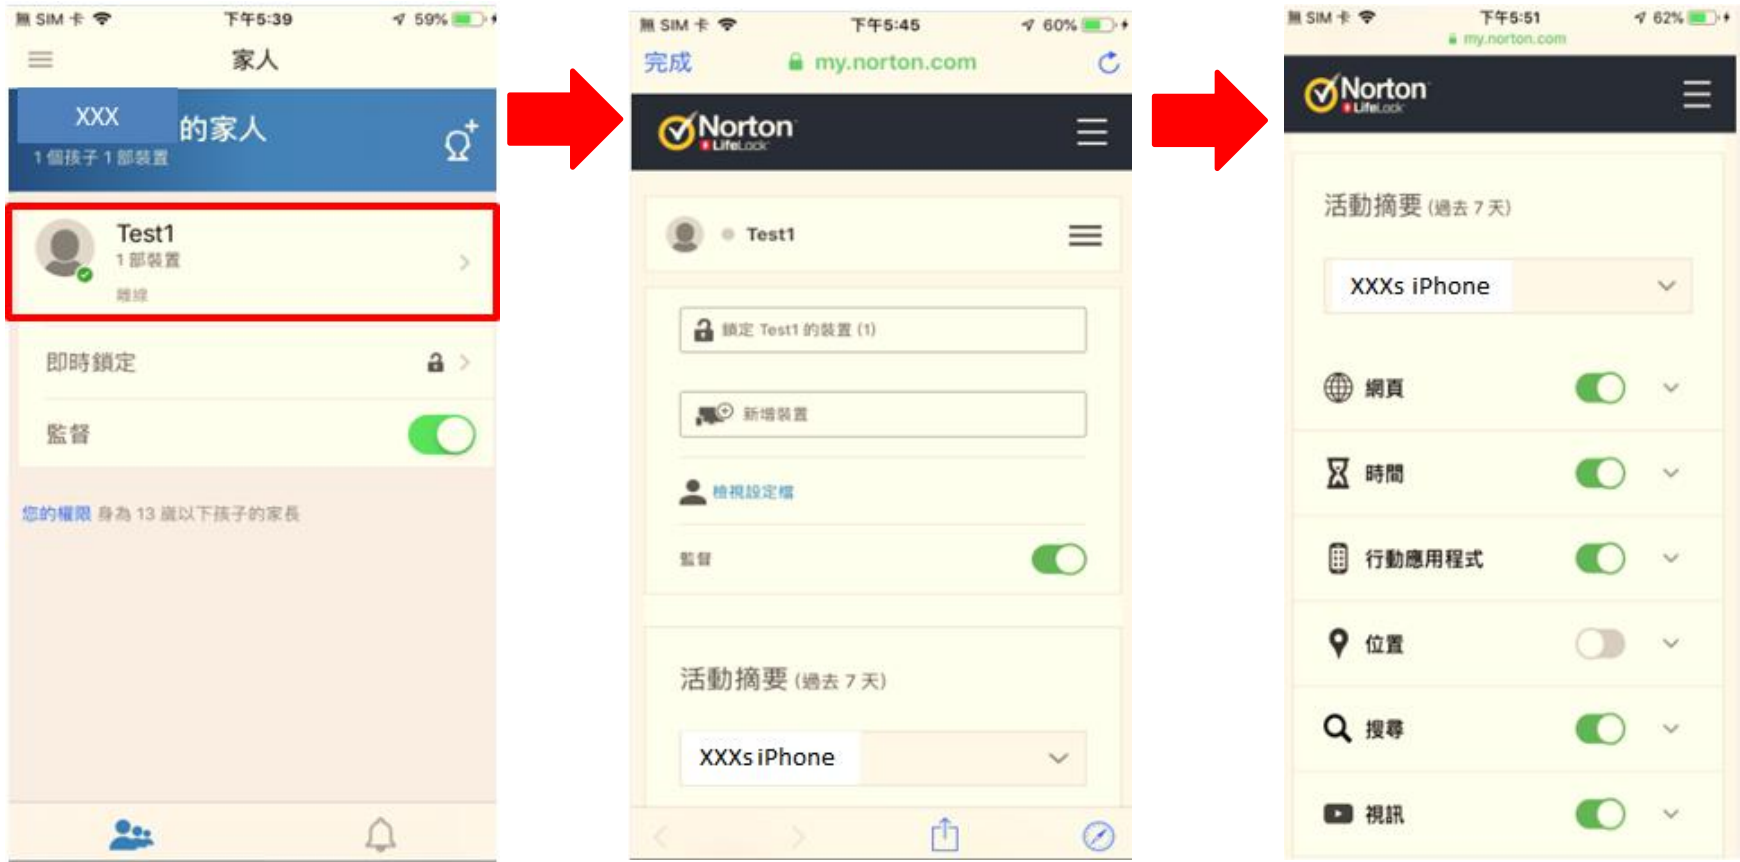 無 SIM 卡
下午5:39
59%
家人
XXX
的家人
1 個孩子 1 部裝置
Test1
1 部裝置
離線
即時鎖定
監督
您的權限 身為 13 歲以下孩子的家長
無 SIM 卡
下午5:45
60%
完成
my.norton.com
Norton
LifeLock
Test1
鎖定 Test1 的裝置 (1)
新增裝置
檢視設定檔
監督
活動摘要 (過去 7 天)
XXXs iPhone
無 SIM 卡
下午5:51
62%
my.norton.com
Norton
LifeLock
活動摘要 (過去 7 天)
XXXs iPhone
網頁
時間
行動應用程式
位置
搜尋
視訊